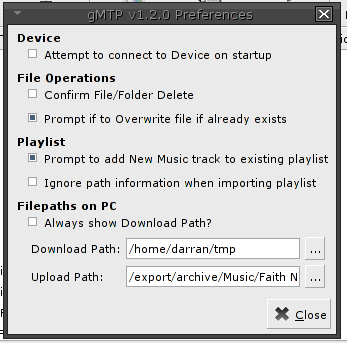 gMTP v1.2.0 Preferences
Device
Attempt to connect to Device on startup
File Operations
Confirm File/Folder Delete
Prompt if to Overwrite file if already exists
Playlist
Prompt to add New Music track to existing playlist
Ignore path information when importing playlist
Filepaths on PC
Always show Download Path?
Download Path: /home/darran/tmp ...
Upload Path: /export/archive/Music/Faith N ...
Close